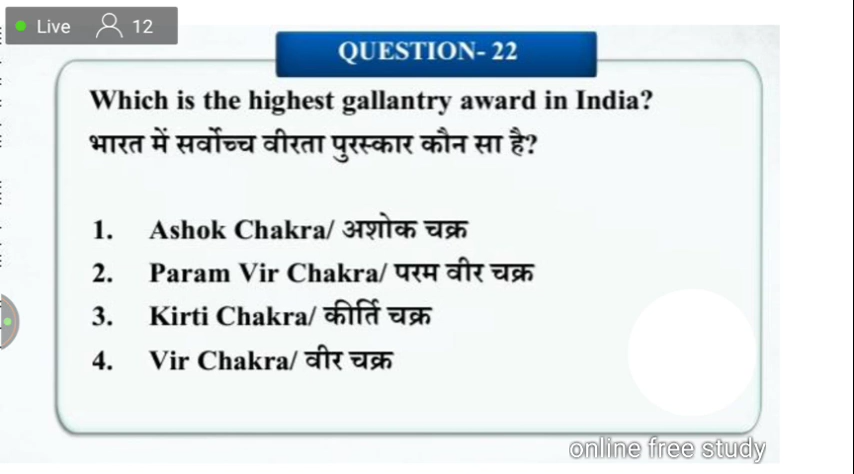 Live 12
QUESTION- 22
Which is the highest gallantry award in India?
भारत में सर्वोच्च वीरता पुरस्कार कौन सा है?
1. Ashok Chakra/ अशोक चक्र
2. Param Vir Chakra/ परम वीर चक्र
3. Kirti Chakra/ कीर्ति चक्र
4. Vir Chakra/ वीर चक्र
online free study